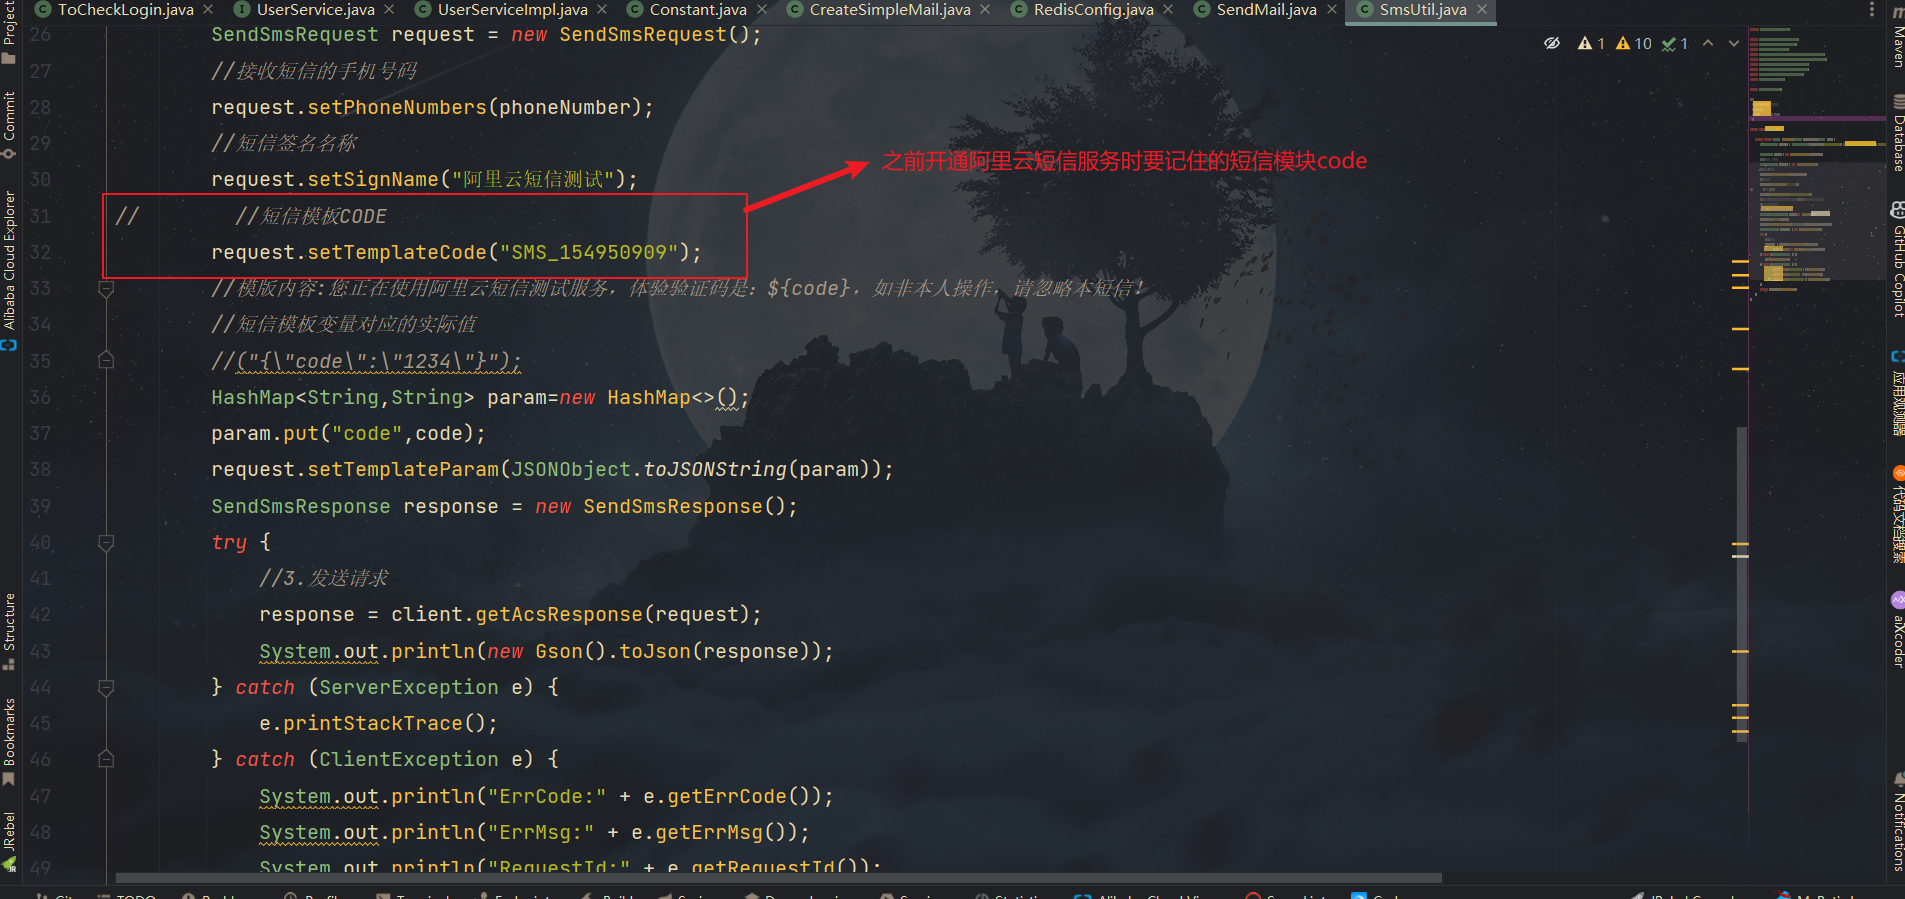 ToCheckLogin.java
UserService.java
UserServiceImpl.java
Constant.java
CreateSimpleMail.java
RedisConfig.java
SendMail.java
SmsUtil.java
1 10 1
26 SendSmsRequest request = new SendSmsRequest();
27 //接收短信的手机号码
28 request.setPhoneNumbers(phoneNumber);
29 //短信签名名称
之前开通阿里云短信服务时要记住的短信模块code
30 request.setSignName("阿里云短信测试");
31 // //短信模板CODE
32 request.setTemplateCode("SMS_154950909");
33 //模版内容:您正在使用阿里云短信测试服务，体验验证码是：${code}，如非本人操作，请忽略本短信！
34 //短信模板变量对应的实际值
35 //("{\"code\":\"1234\"}");
36 HashMap<String,String> param=new HashMap<>();
37 param.put("code",code);
38 request.setTemplateParam(JSONObject.toJSONString(param));
39 SendSmsResponse response = new SendSmsResponse();
40 try {
41 //3.发送请求
42 response = client.getAcsResponse(request);
43 System.out.println(new Gson().toJson(response));
44 } catch (ServerException e) {
45 e.printStackTrace();
46 } catch (ClientException e) {
47 System.out.println("ErrCode:" + e.getErrCode());
48 System.out.println("ErrMsg:" + e.getErrMsg());
49 System.out.println("RequestId:" + e.getRequestId());
Project
Commit
Alibaba Cloud Explorer
Structure
Bookmarks
JRebel
Maven
Database
GitHub Copilot
应用观测器
代码文档搜索
aiXcoder
Notifications